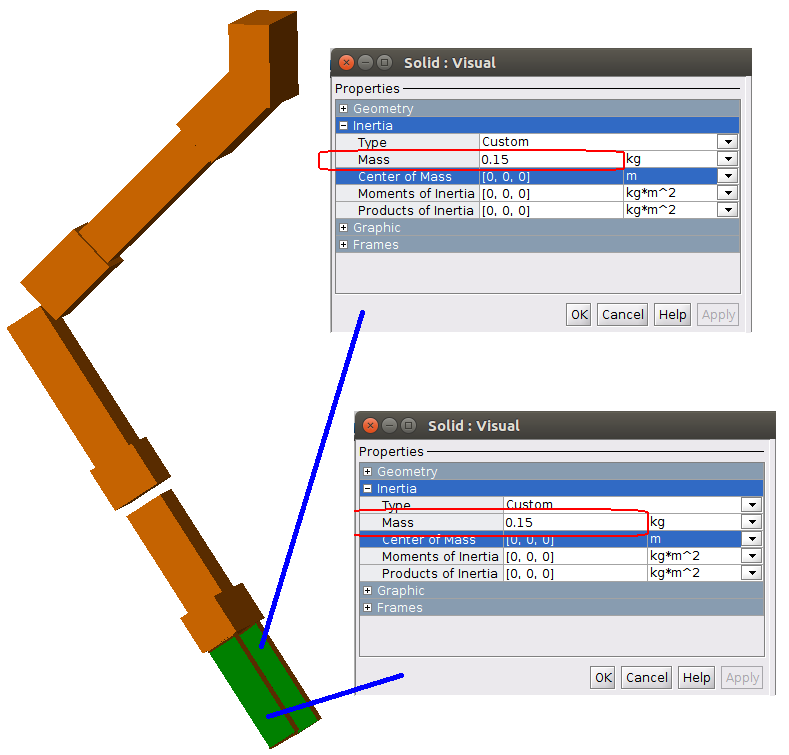 Solid : Visual
Properties
Geometry
Inertia
Type Custom
Mass 0.15 kg
Center of Mass [0, 0, 0] m
Moments of Inertia [0, 0, 0] kg*m^2
Products of Inertia [0, 0, 0] kg*m^2
Graphic
Frames
OK Cancel Help Apply
Solid : Visual
Properties
Geometry
Inertia
Type Custom
Mass 0.15 kg
Center of Mass [0, 0, 0] m
Moments of Inertia [0, 0, 0] kg*m^2
Products of Inertia [0, 0, 0] kg*m^2
Graphic
Frames
OK Cancel Help Apply